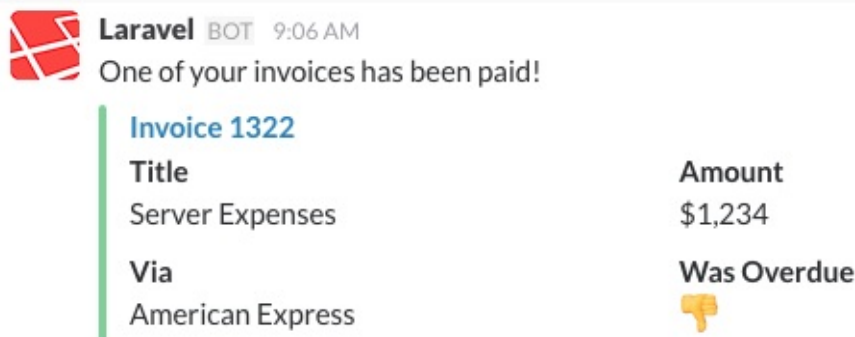 Laravel BOT 9:06 AM
One of your invoices has been paid!
Invoice 1322
Title Amount
Server Expenses $1,234
Via Was Overdue
American Express 👎